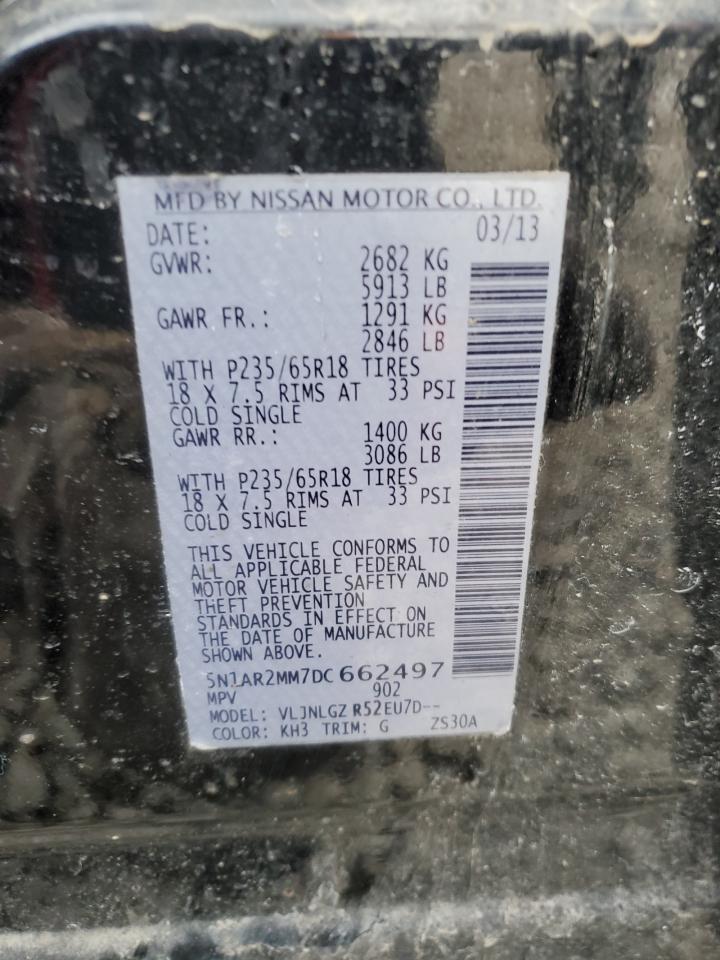 MFD BY NISSAN MOTOR CO., LTD.
DATE: 03/13
GVWR: 2682 KG
5913 LB
GAWR FR.: 1291 KG
2846 LB
WITH P235/65R18 TIRES
18 X 7.5 RIMS AT 33 PSI
COLD SINGLE
GAWR RR.: 1400 KG
3086 LB
WITH P235/65R18 TIRES
18 X 7.5 RIMS AT 33 PSI
COLD SINGLE
THIS VEHICLE CONFORMS TO
ALL APPLICABLE FEDERAL
MOTOR VEHICLE SAFETY AND
THEFT PREVENTION
STANDARDS IN EFFECT ON
THE DATE OF MANUFACTURE
SHOWN ABOVE.
5N1AR2MM7DC662497
MPV 902
MODEL: VLJNLGZ R52EU7D--
COLOR: KH3 TRIM: G ZS30A